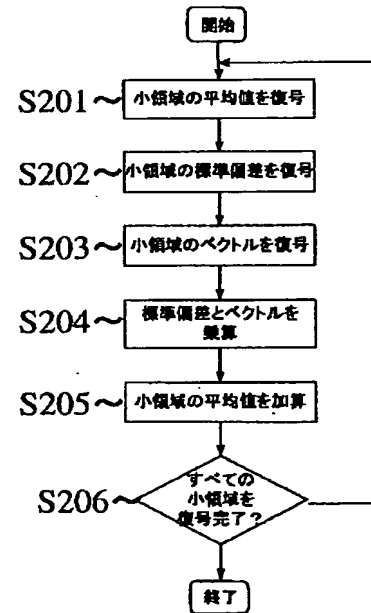 開始
S201~ 小領域の平均値を復号
S202~ 小領域の標準偏差を復号
S203~ 小領域のベクトルを復号
S204~ 標準偏差とベクトルを
乗算
S205~ 小領域の平均値を加算
すべての
S206~ 小領域を
復号完了?
終了